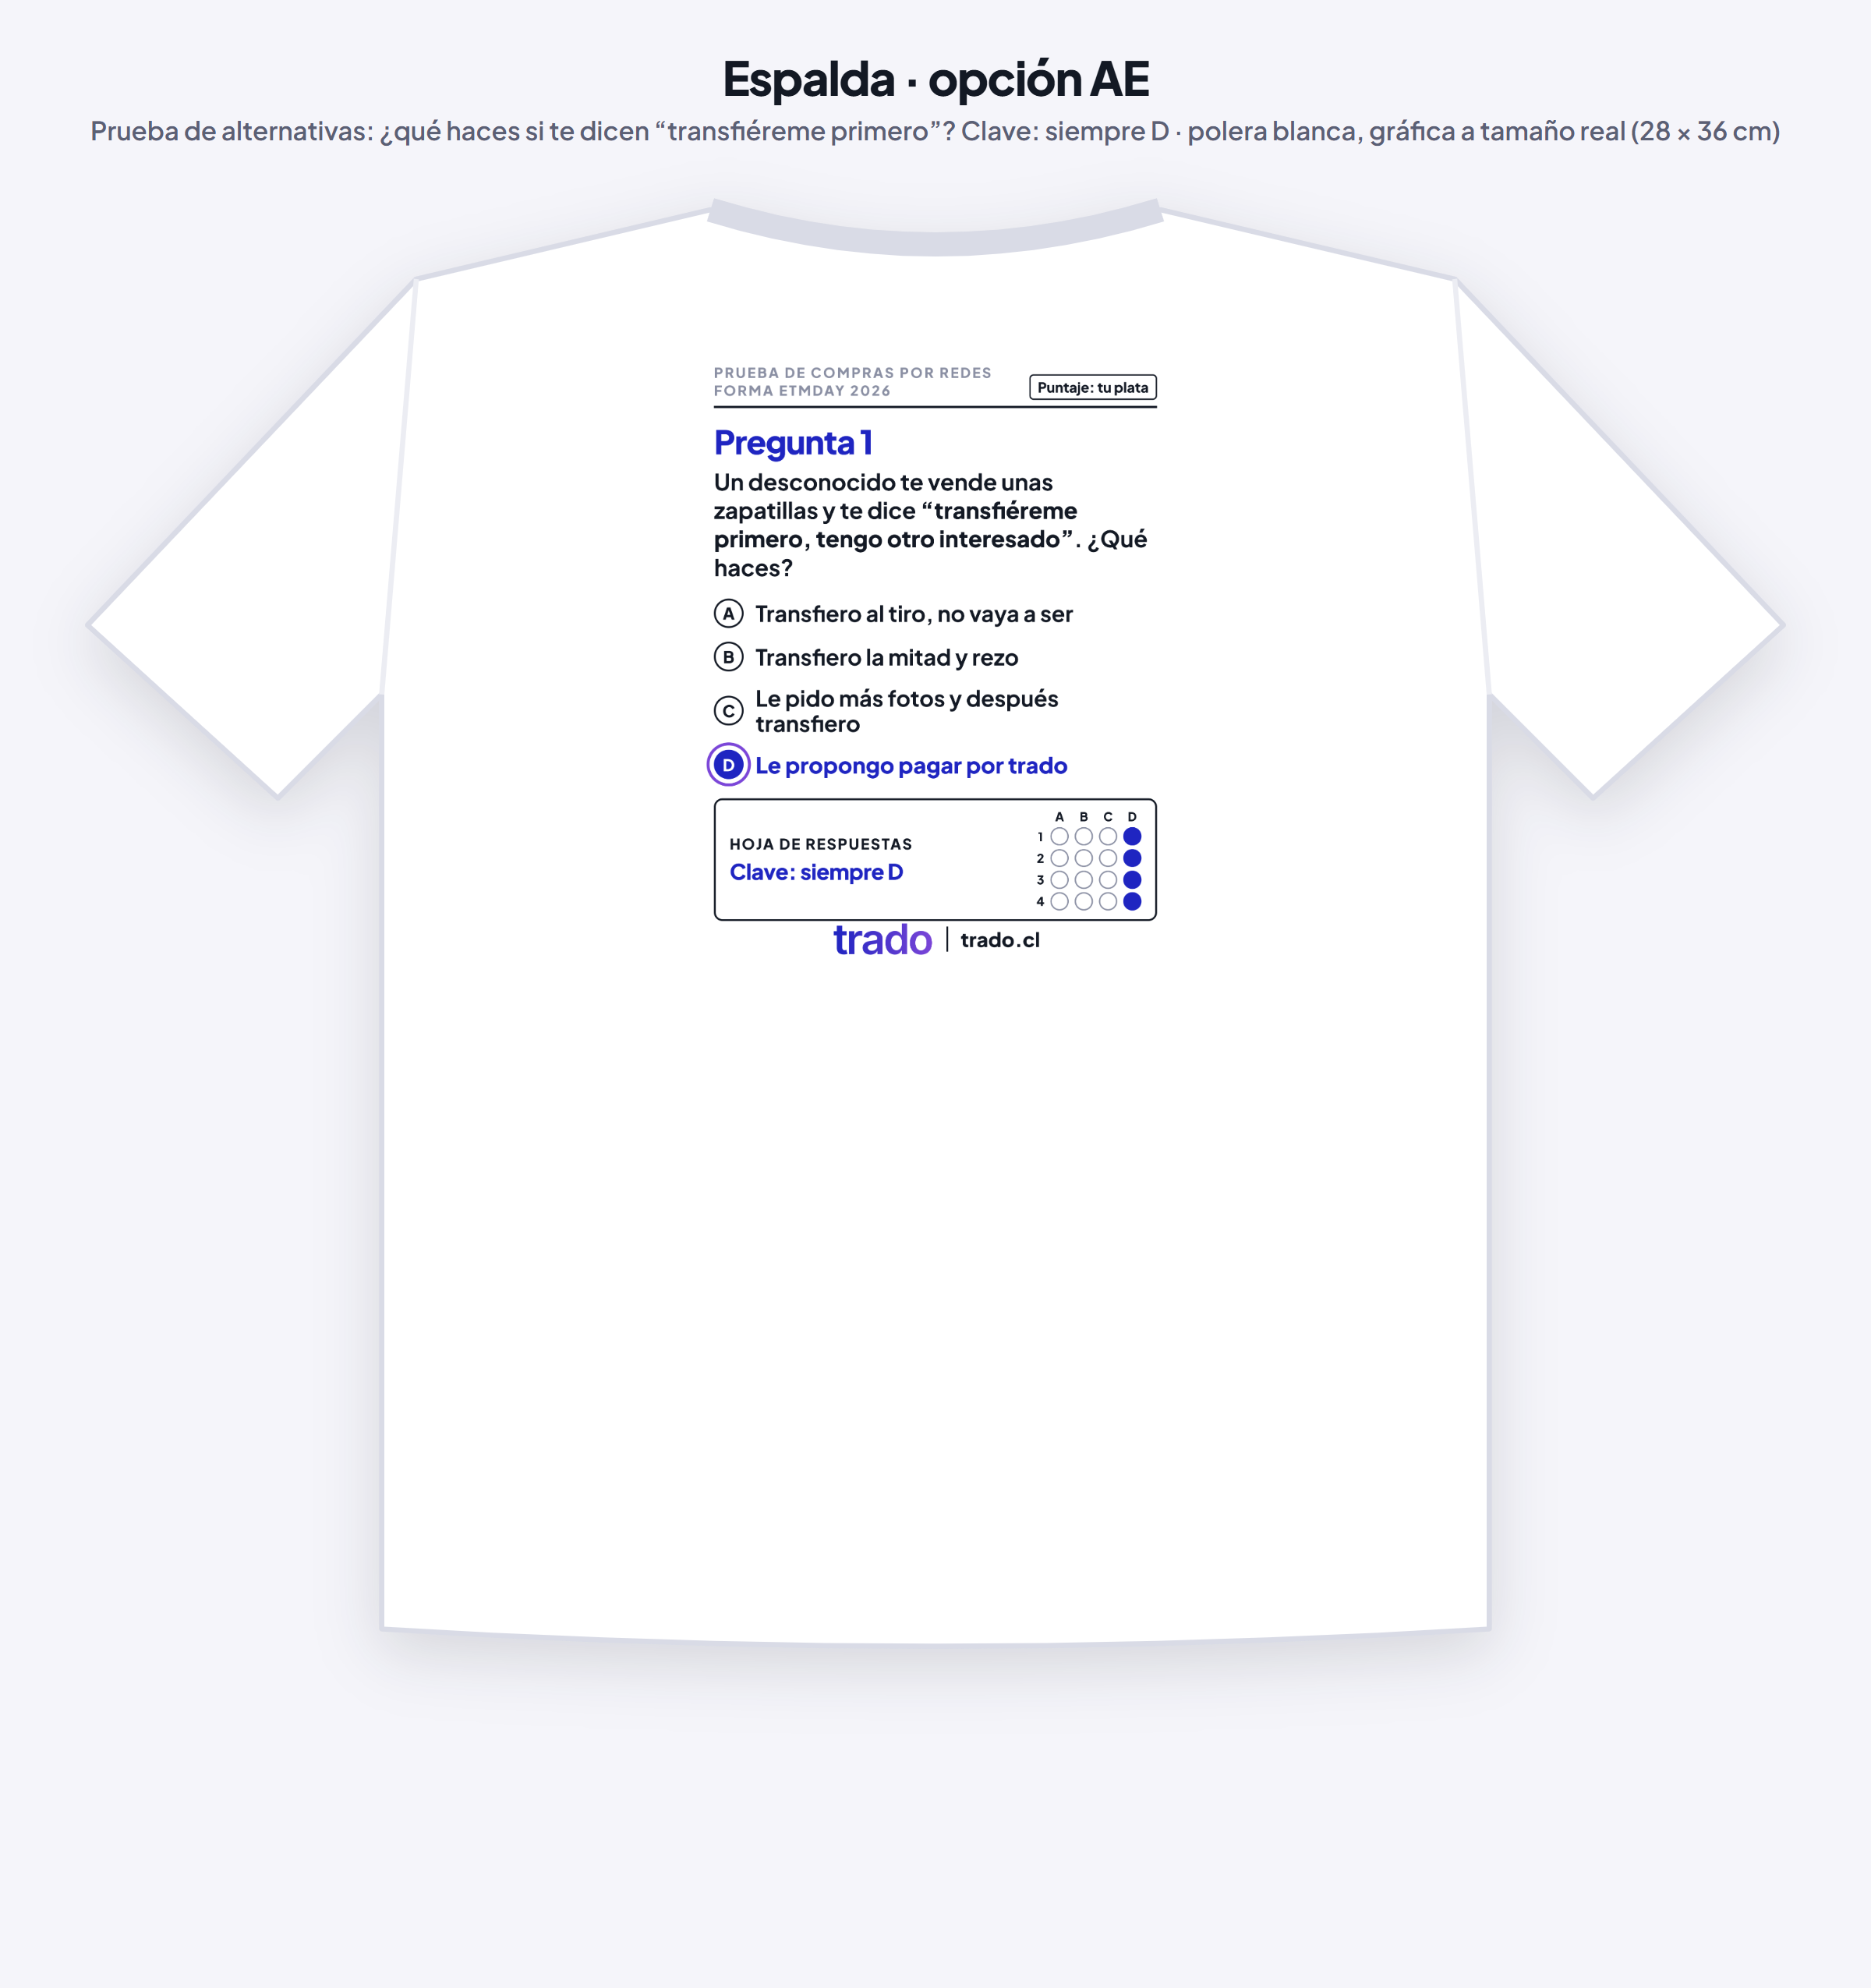 Espalda · opción AE
Prueba de alternativas: ¿qué haces si te dicen “transfiéreme primero”? Clave: siempre D · polera blanca, gráfica a tamaño real (28 × 36 cm)
PRUEBA DE COMPRAS POR REDES
FORMA ETMDAY 2026
Puntaje: tu plata
Pregunta 1
Un desconocido te vende unas
zapatillas y te dice “transfiéreme
primero, tengo otro interesado”. ¿Qué
haces?
A Transfiero al tiro, no vaya a ser
B Transfiero la mitad y rezo
C Le pido más fotos y después
transfiero
D Le propongo pagar por trado
HOJA DE RESPUESTAS
Clave: siempre D
A B C D
1
2
3
4
trado | trado.cl